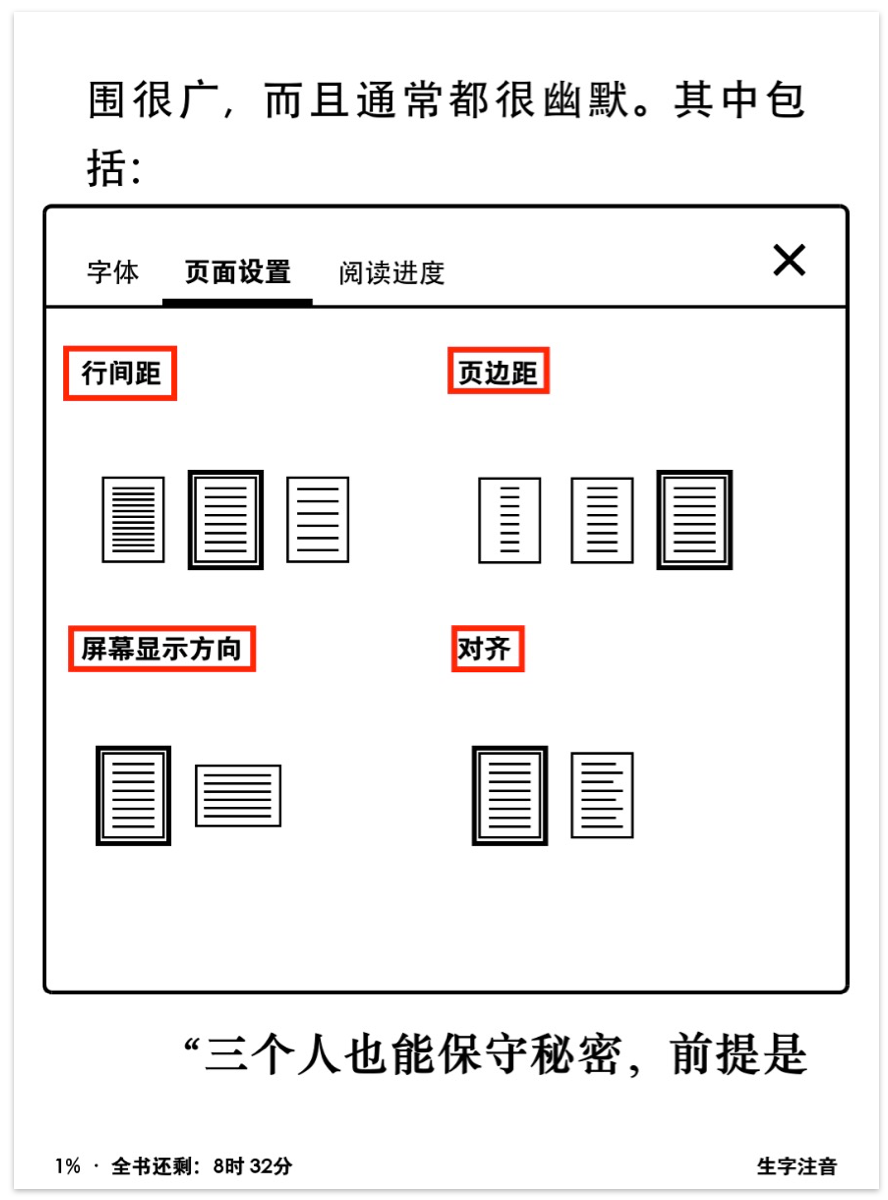 围很广，而且通常都很幽默。其中包
括：
字体 页面设置 阅读进度
行间距 页边距
屏幕显示方向 对齐
“三个人也能保守秘密，前提是
1% · 全书还剩：8时 32分 生字注音